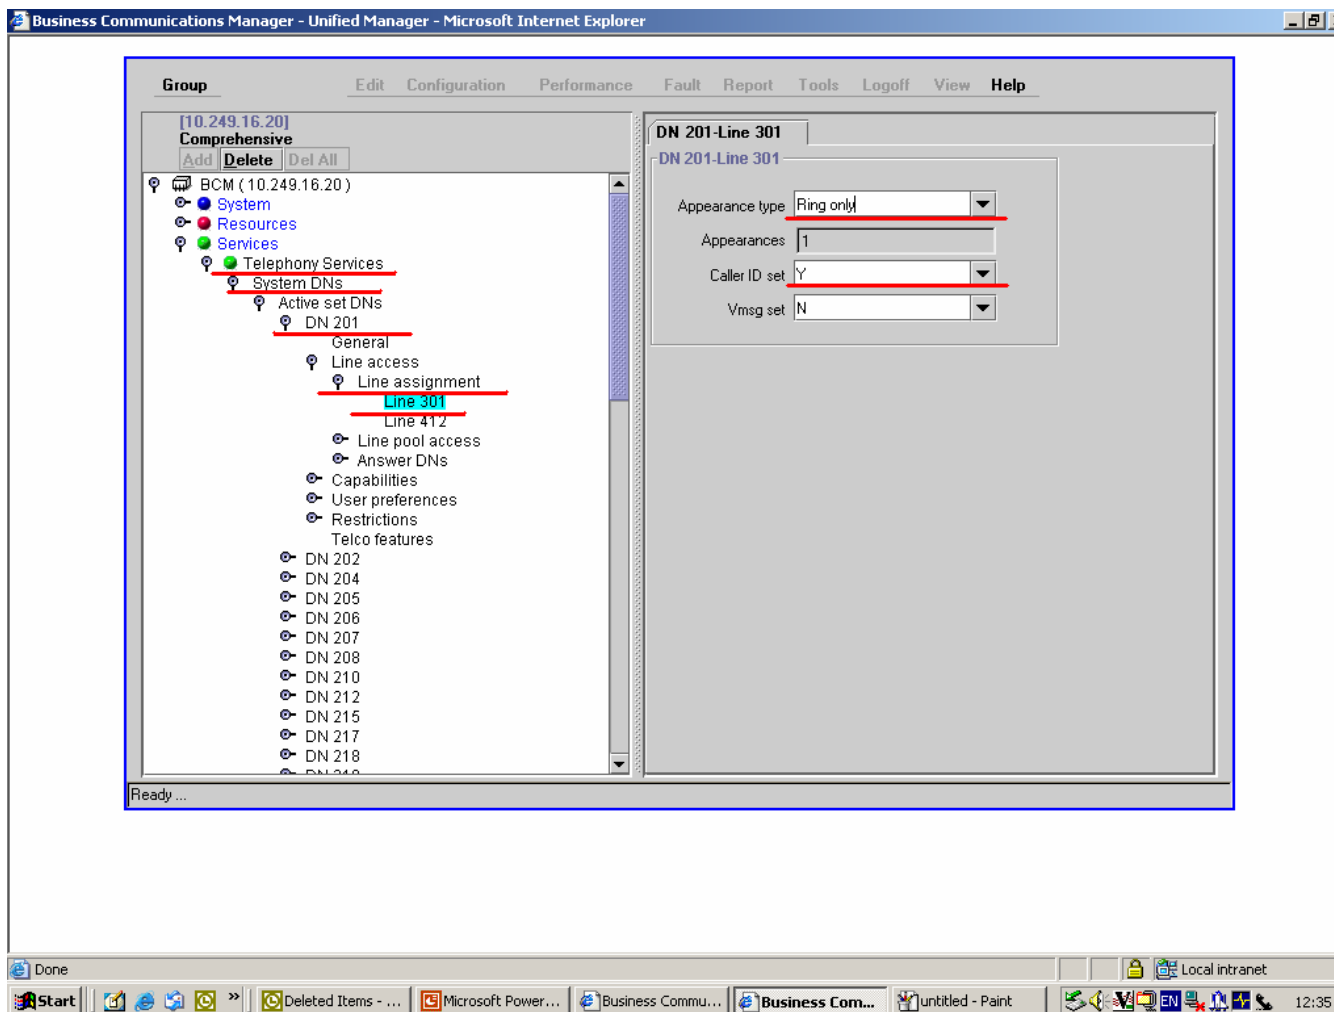 Business Communications Manager - Unified Manager - Microsoft Internet Explorer
Group Edit Configuration Performance Fault Report Tools Logoff View Help
[10.249.16.20]
Comprehensive
Add Delete Del All
BCM ( 10.249.16.20 )
System
Resources
Services
Telephony Services
System DNs
Active set DNs
DN 201
General
Line access
Line assignment
Line 301
Line 412
Line pool access
Answer DNs
Capabilities
User preferences
Restrictions
Telco features
DN 202
DN 204
DN 205
DN 206
DN 207
DN 208
DN 210
DN 212
DN 215
DN 217
DN 218
DN 201-Line 301
DN 201-Line 301
Appearance type Ring only
Appearances 1
Caller ID set Y
Vmsg set N
Ready ...
Done Local intranet
Start » Deleted Items - ... Microsoft Power... Business Commu... Business Com... untitled - Paint EN 12:35